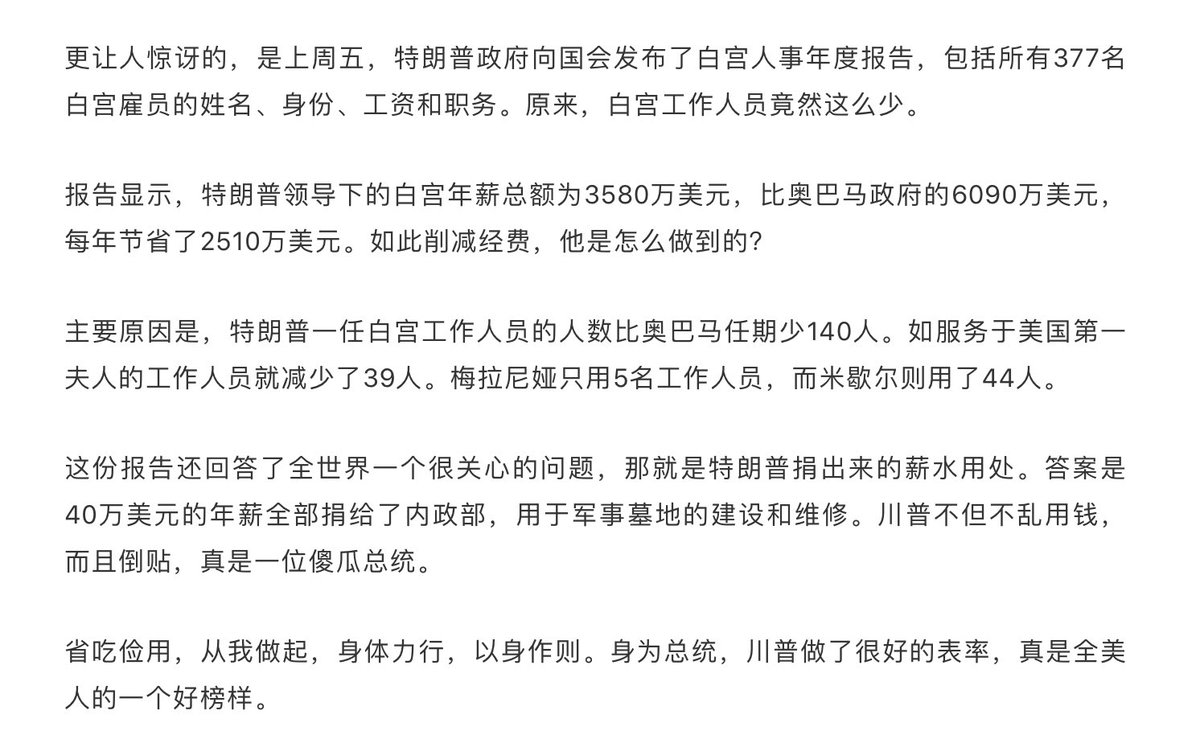 更让人惊讶的，是上周五，特朗普政府向国会发布了白宫人事年度报告，包括所有377名
白宫雇员的姓名、身份、工资和职务。原来，白宫工作人员竟然这么少。
报告显示，特朗普领导下的白宫年薪总额为3580万美元，比奥巴马政府的6090万美元，
每年节省了2510万美元。如此削减经费，他是怎么做到的？
主要原因是，特朗普一任白宫工作人员的人数比奥巴马任期少140人。如服务于美国第一
夫人的工作人员就减少了39人。梅拉尼娅只用5名工作人员，而米歇尔则用了44人。
这份报告还回答了全世界一个很关心的问题，那就是特朗普捐出来的薪水用处。答案是
40万美元的年薪全部捐给了内政部，用于军事墓地的建设和维修。川普不但不乱用钱，
而且倒贴，真是一位傻瓜总统。
省吃俭用，从我做起，身体力行，以身作则。身为总统，川普做了很好的表率，真是全美
人的一个好榜样。